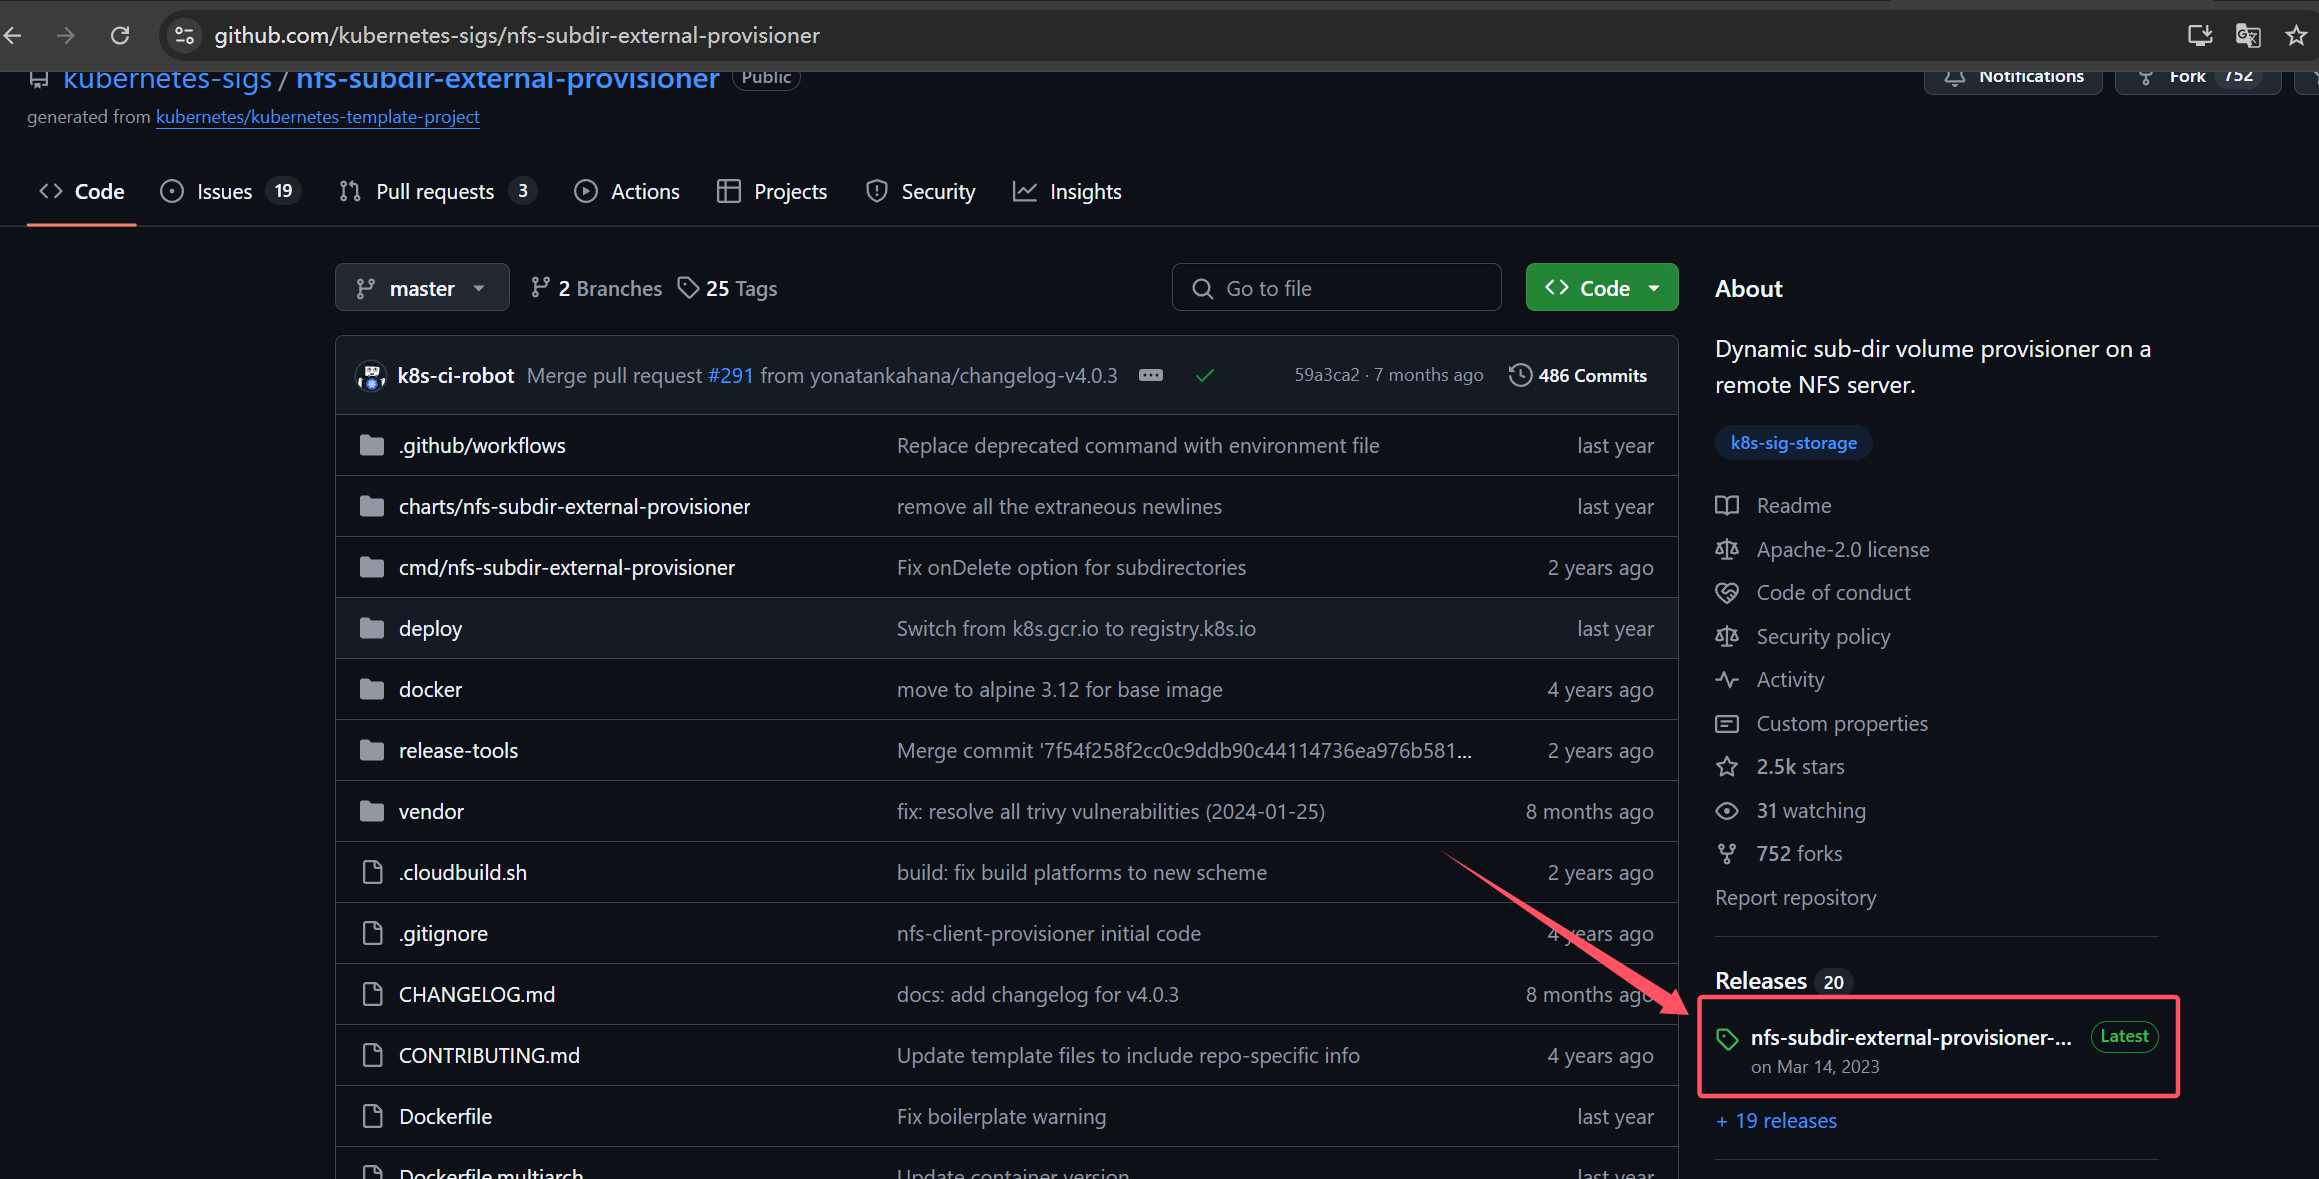 github.com/kubernetes-sigs/nfs-subdir-external-provisioner
kubernetes-sigs / nfs-subdir-external-provisioner Public
Notifications
Fork 752
generated from kubernetes/kubernetes-template-project
Code
Issues 19
Pull requests 3
Actions
Projects
Security
Insights
master
2 Branches
25 Tags
Go to file
Code
k8s-ci-robot Merge pull request #291 from yonatankahana/changelog-v4.0.3
59a3ca2 · 7 months ago
486 Commits
.github/workflows Replace deprecated command with environment file last year
charts/nfs-subdir-external-provisioner remove all the extraneous newlines last year
cmd/nfs-subdir-external-provisioner Fix onDelete option for subdirectories 2 years ago
deploy Switch from k8s.gcr.io to registry.k8s.io last year
docker move to alpine 3.12 for base image 4 years ago
release-tools Merge commit '7f54f258f2cc0c9ddb90c44114736ea976b581... 2 years ago
vendor fix: resolve all trivy vulnerabilities (2024-01-25) 8 months ago
.cloudbuild.sh build: fix build platforms to new scheme 2 years ago
.gitignore nfs-client-provisioner initial code 4 years ago
CHANGELOG.md docs: add changelog for v4.0.3 8 months ago
CONTRIBUTING.md Update template files to include repo-specific info 4 years ago
Dockerfile Fix boilerplate warning last year
Dockerfile.multiarch Update container version last year
About
Dynamic sub-dir volume provisioner on a
remote NFS server.
k8s-sig-storage
Readme
Apache-2.0 license
Code of conduct
Security policy
Activity
Custom properties
2.5k stars
31 watching
752 forks
Report repository
Releases 20
nfs-subdir-external-provisioner-... Latest
on Mar 14, 2023
+ 19 releases